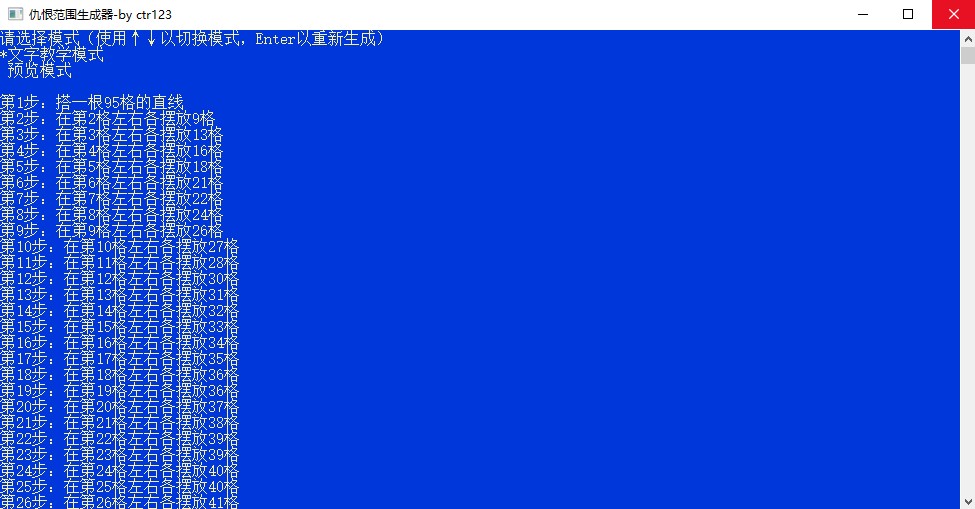 仇恨范围生成器-by ctr123
请选择模式（使用↑↓以切换模式，Enter以重新生成）
*文字教学模式
预览模式
第1步：搭一根95格的直线
第2步：在第2格左右各摆放9格
第3步：在第3格左右各摆放13格
第4步：在第4格左右各摆放16格
第5步：在第5格左右各摆放18格
第6步：在第6格左右各摆放21格
第7步：在第7格左右各摆放22格
第8步：在第8格左右各摆放24格
第9步：在第9格左右各摆放26格
第10步：在第10格左右各摆放27格
第11步：在第11格左右各摆放28格
第12步：在第12格左右各摆放30格
第13步：在第13格左右各摆放31格
第14步：在第14格左右各摆放32格
第15步：在第15格左右各摆放33格
第16步：在第16格左右各摆放34格
第17步：在第17格左右各摆放35格
第18步：在第18格左右各摆放36格
第19步：在第19格左右各摆放36格
第20步：在第20格左右各摆放37格
第21步：在第21格左右各摆放38格
第22步：在第22格左右各摆放39格
第23步：在第23格左右各摆放39格
第24步：在第24格左右各摆放40格
第25步：在第25格左右各摆放40格
第26步：在第26格左右各摆放41格